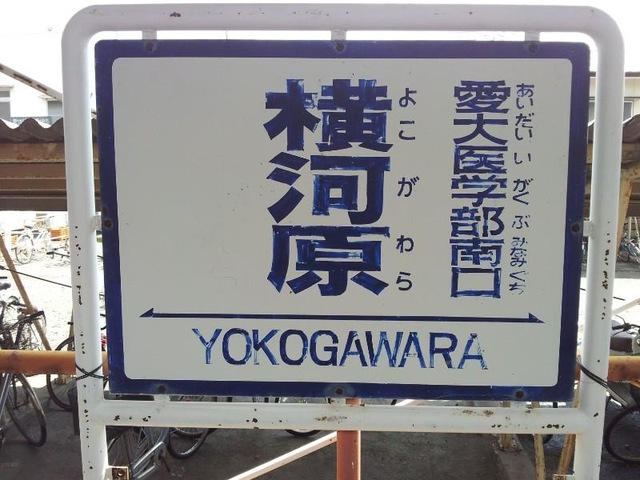 あいだいいがくぶみなみぐち
愛大医学部南口
よこがわら
横河原
YOKOGAWARA